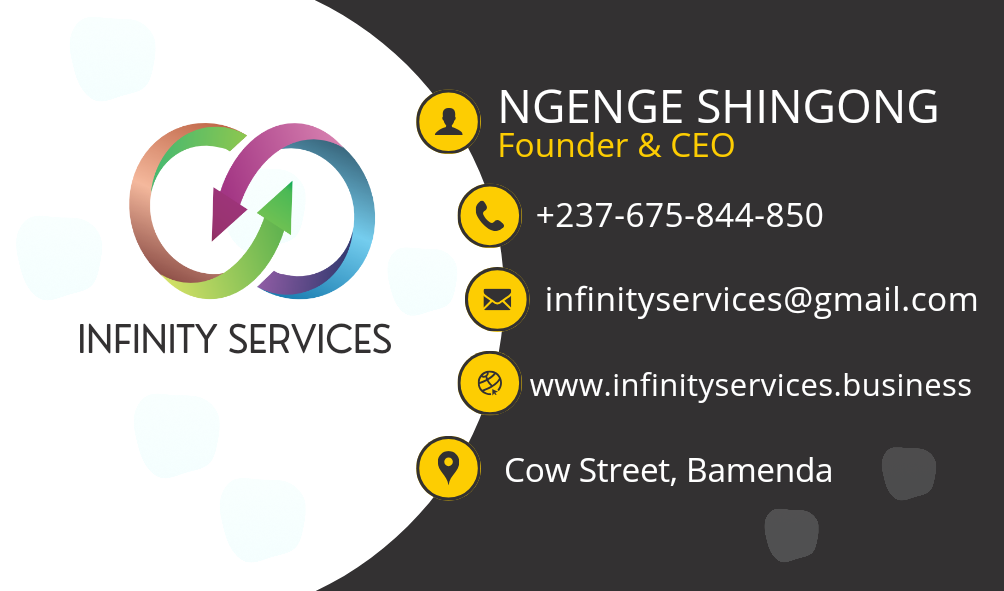 INFINITY SERVICES
NGENGE SHINGONG
Founder & CEO
+237-675-844-850
infinityservices@gmail.com
www.infinityservices.business
Cow Street, Bamenda